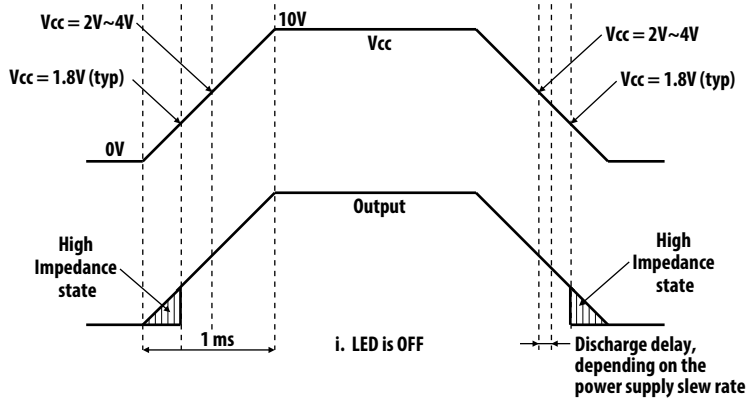 10V
Vcc = 2V~4V
Vcc
Vcc = 2V~4V
Vcc = 1.8V (typ)
Vcc = 1.8V (typ)
0V
Output
High
Impedance
state
High
Impedance
state
1 ms
i. LED is OFF
Discharge delay,
depending on the
power supply slew rate